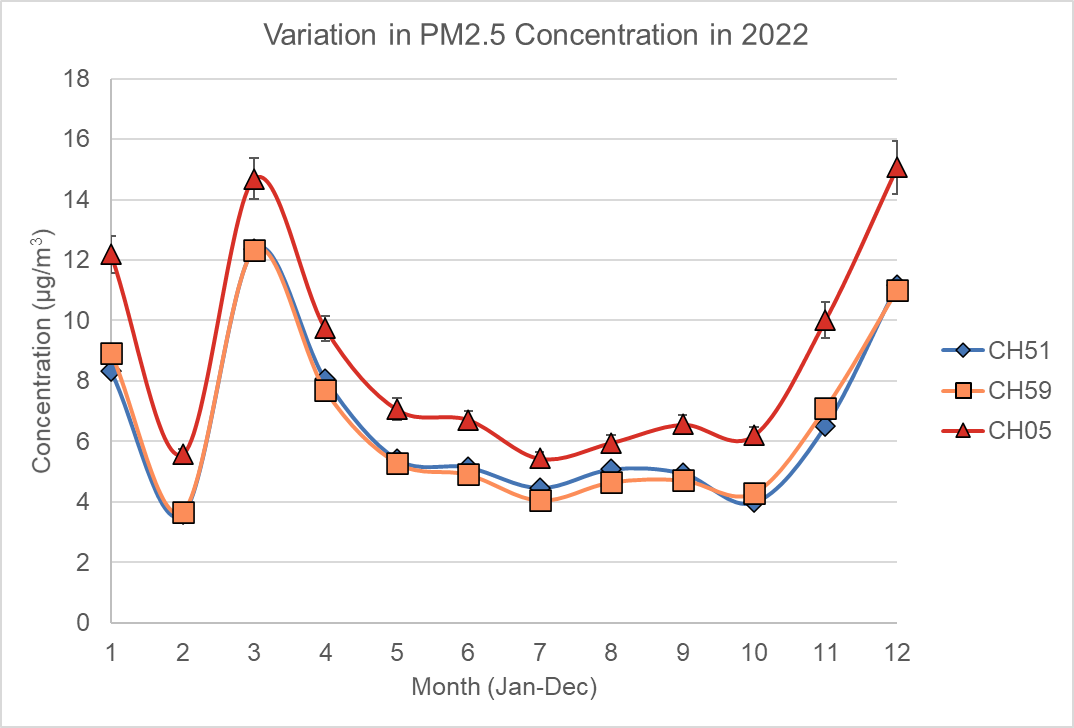 Variation in PM2.5 Concentration in 2022
18
16
14
12
10
8
6
4
2
0
Concentration (µg/m³)
1 2 3 4 5 6 7 8 9 10 11 12
Month (Jan-Dec)
CH51
CH59
CH05